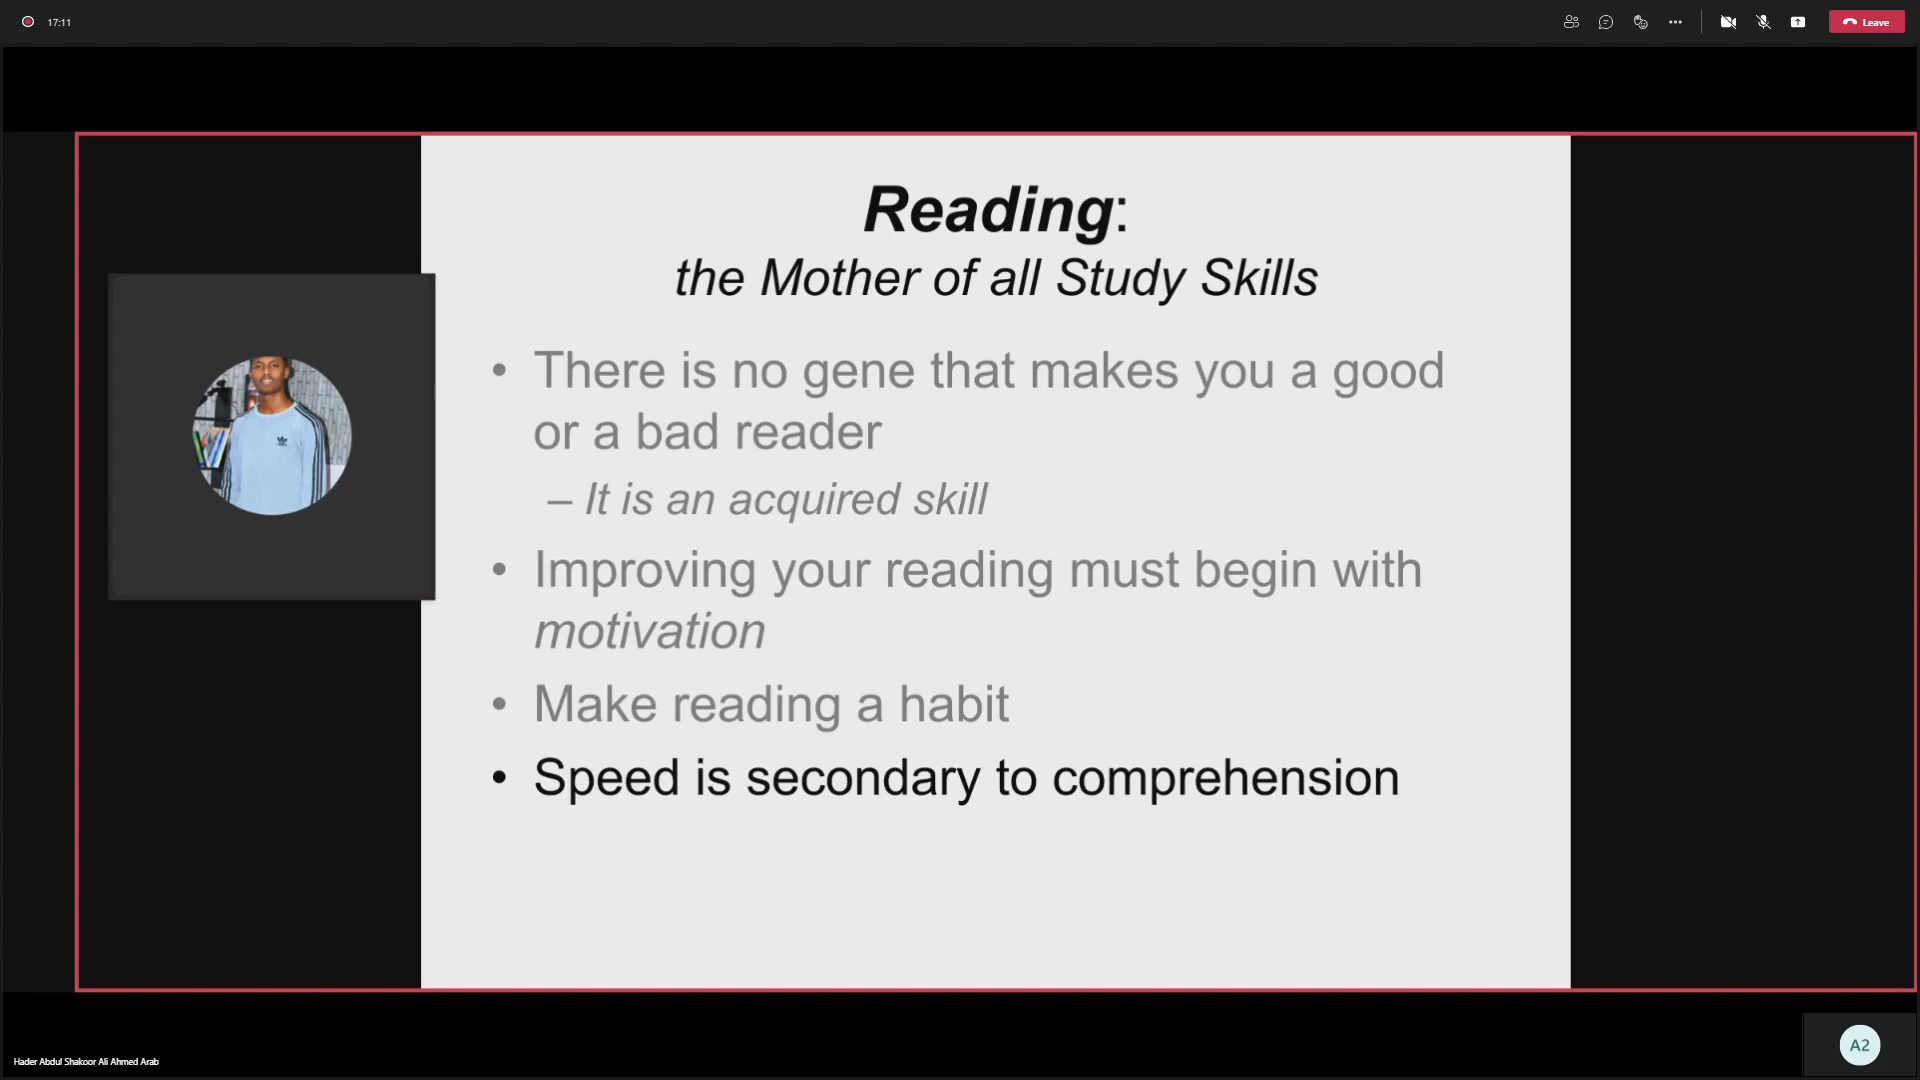 17:11
Leave
Reading:
the Mother of all Study Skills
• There is no gene that makes you a good
or a bad reader
– It is an acquired skill
• Improving your reading must begin with
motivation
• Make reading a habit
• Speed is secondary to comprehension
Hader Abdul Shakoor Ali Ahmed Arab
A2